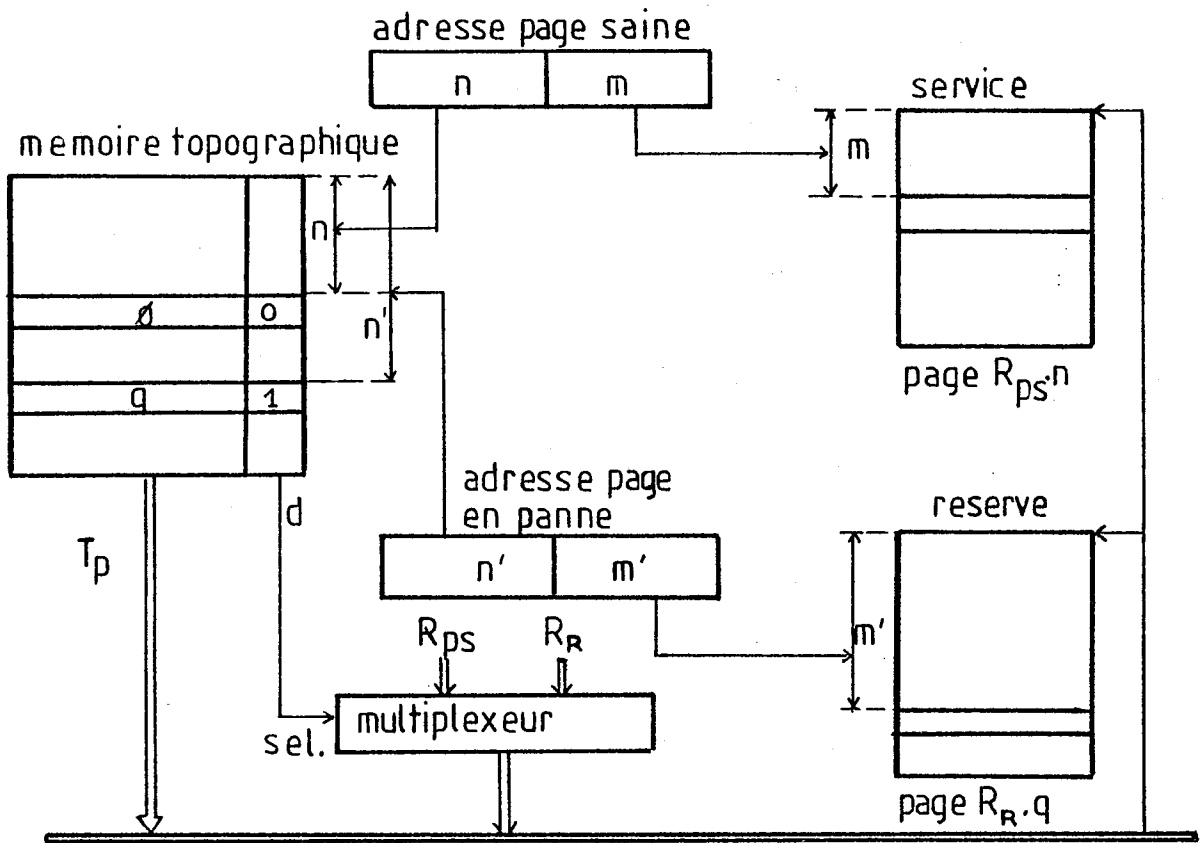 adresse page saine
n m
service
m
memoire topographique
n
ø 0
n'
page Rps.n
q 1
adresse page
en panne
d
reserve
Tp
n' m'
Rps RR
m'
multiplexeur
sel.
page RR.q